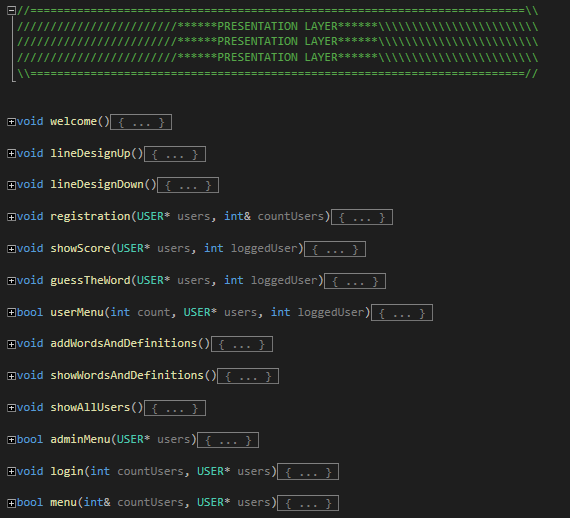 //==========================================================================\\
////////////////////////******PRESENTATION LAYER******\\\\\\\\\\\\\\\\\\\\\\\\
////////////////////////******PRESENTATION LAYER******\\\\\\\\\\\\\\\\\\\\\\\\
////////////////////////******PRESENTATION LAYER******\\\\\\\\\\\\\\\\\\\\\\\\
\\==========================================================================//
void welcome(){ ... }
void lineDesignUp(){ ... }
void lineDesignDown(){ ... }
void registration(USER* users, int& countUsers){ ... }
void showScore(USER* users, int loggedUser){ ... }
void guessTheWord(USER* users, int loggedUser){ ... }
bool userMenu(int count, USER* users, int loggedUser){ ... }
void addWordsAndDefinitions(){ ... }
void showWordsAndDefinitions(){ ... }
void showAllUsers(){ ... }
bool adminMenu(USER* users){ ... }
void login(int countUsers, USER* users){ ... }
bool menu(int& countUsers, USER* users){ ... }